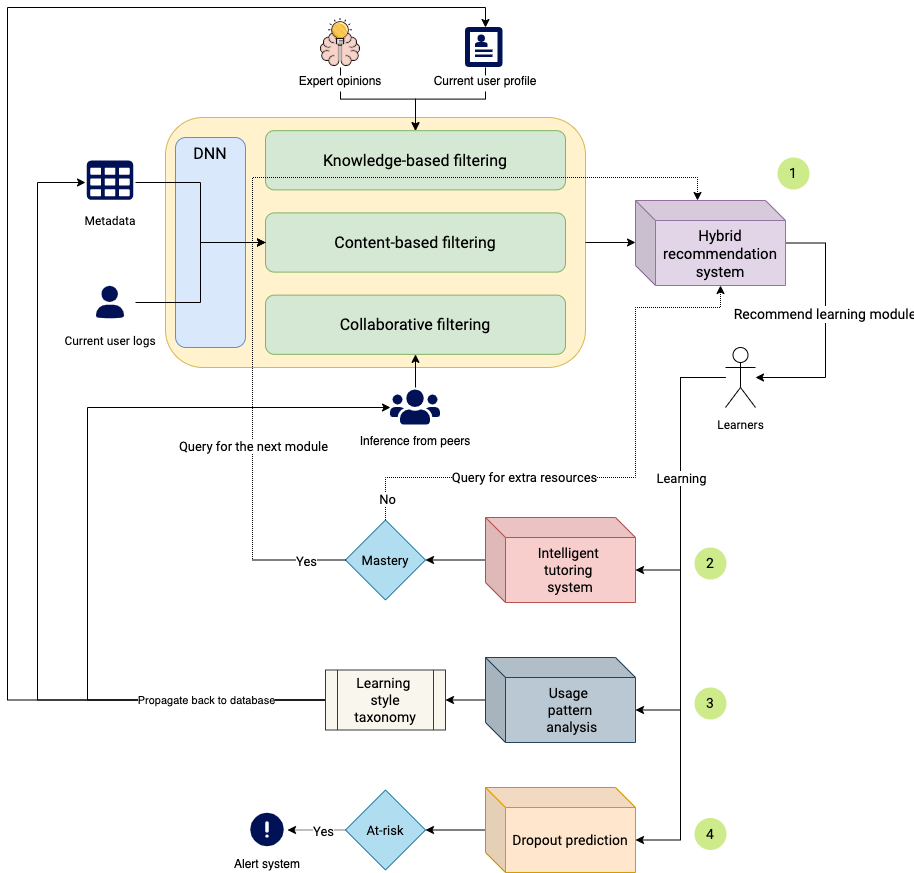 Expert opinions
Current user profile
DNN
Knowledge-based filtering
1
Metadata
Content-based filtering
Hybrid
recommendation
system
Current user logs
Collaborative filtering
Recommend learning module
Inference from peers
Learners
Query for the next module
Query for extra resources
Learning
No
Yes
Mastery
Intelligent
tutoring
system
2
Propagate back to database
Learning
style
taxonomy
Usage
pattern
analysis
3
Alert system
Yes
At-risk
Dropout prediction
4